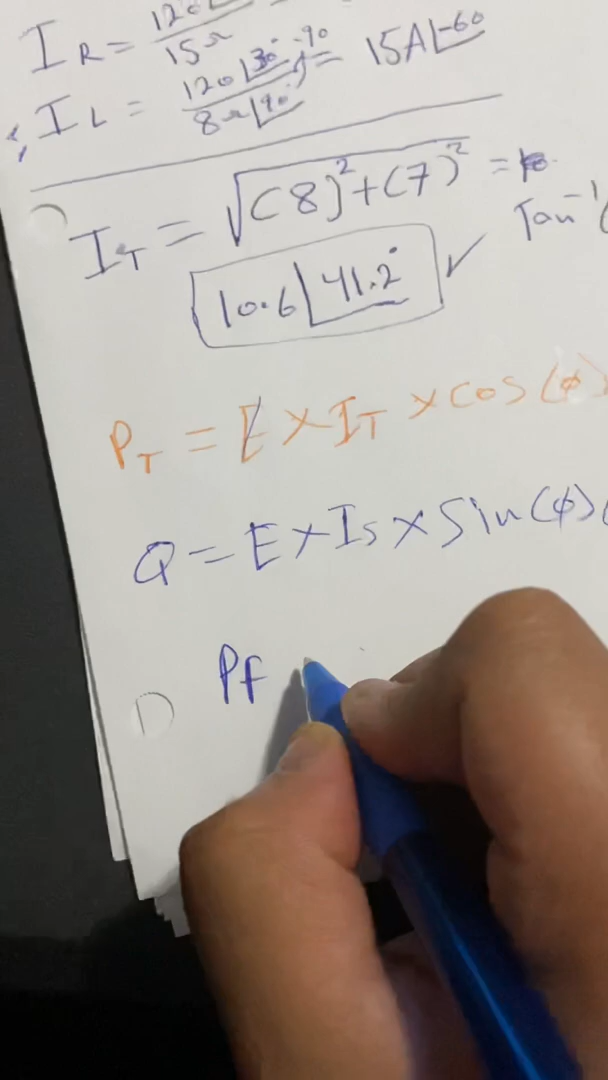 I_R = 120 / 15Ω
I_L = 120∠30° / 8Ω∠90° -90 = 15A∠-60
I_T = √(8)² + (7)² =
Tan⁻¹(
10.6∠41.2° ✓
P_T = E × I_T × cos(ϕ)
Q = E × Is × Sin(ϕ)(
Pf